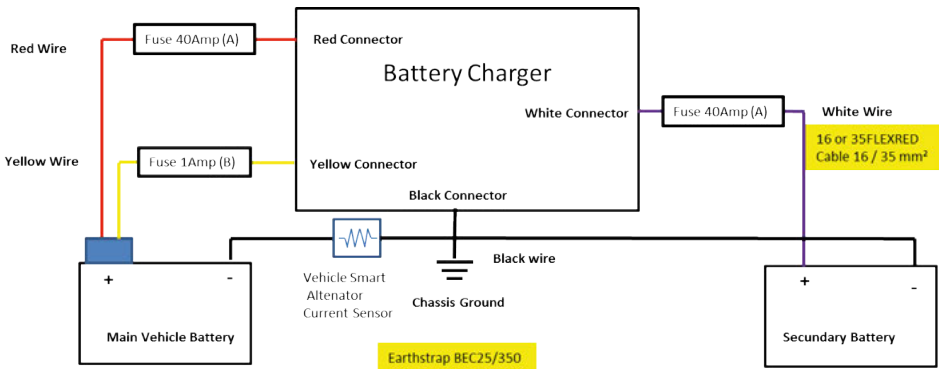 Red Wire
Fuse 40Amp (A)
Red Connector
Battery Charger
White Connector
Fuse 40Amp (A)
White Wire
16 or 35FLEXRED
Cable 16 / 35 mm²
Yellow Wire
Fuse 1Amp (B)
Yellow Connector
Black Connector
Black wire
+
-
Vehicle Smart
Altenator
Current Sensor
Chassis Ground
+
-
Main Vehicle Battery
Secundary Battery
Earthstrap BEC25/350